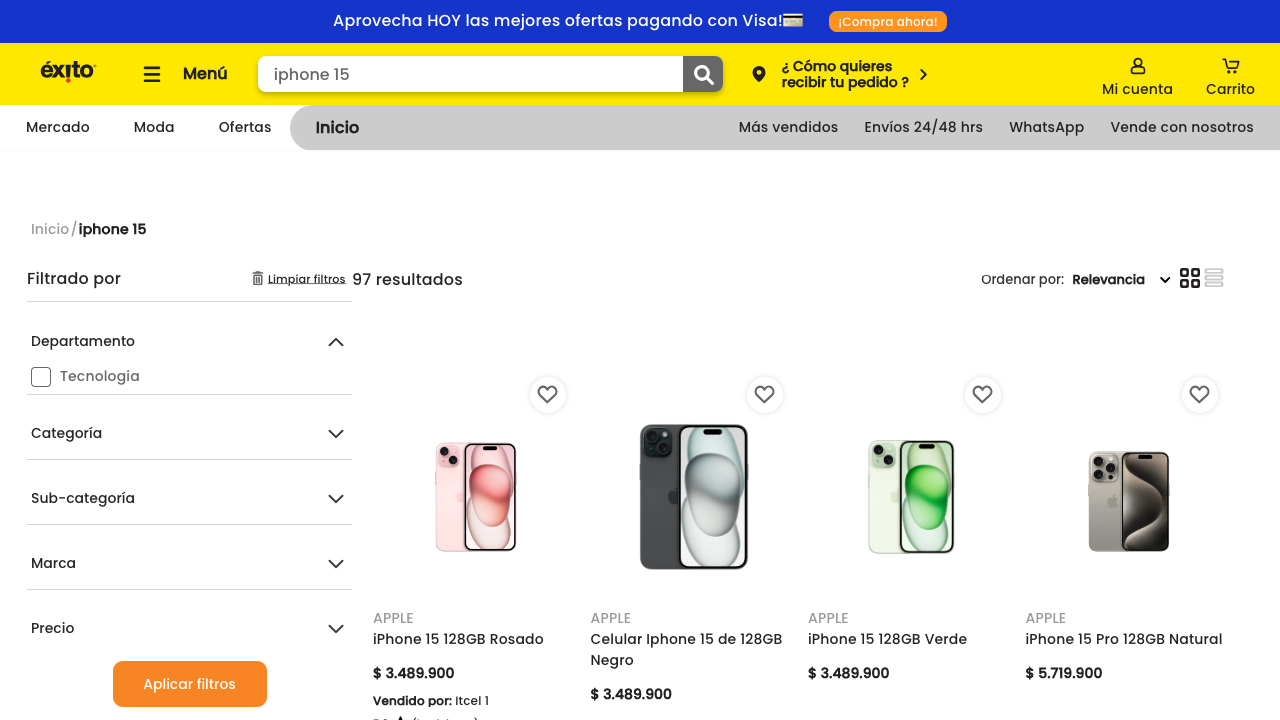 Aprovecha HOY las mejores ofertas pagando con Visa!
¡Compra ahora!
éxito
Menú
iphone 15
¿ Cómo quieres
recibir tu pedido ?
Mi cuenta
Carrito
Mercado
Moda
Ofertas
Inicio
Más vendidos
Envíos 24/48 hrs
WhatsApp
Vende con nosotros
Inicio/iphone 15
Filtrado por
Limpiar filtros
97 resultados
Ordenar por: Relevancia
Departamento
Tecnologia
Categoría
Sub-categoría
Marca
Precio
Aplicar filtros
APPLE
iPhone 15 128GB Rosado
$ 3.489.900
Vendido por: Itcel 1
APPLE
Celular Iphone 15 de 128GB
Negro
$ 3.489.900
APPLE
iPhone 15 128GB Verde
$ 3.489.900
APPLE
iPhone 15 Pro 128GB Natural
$ 5.719.900